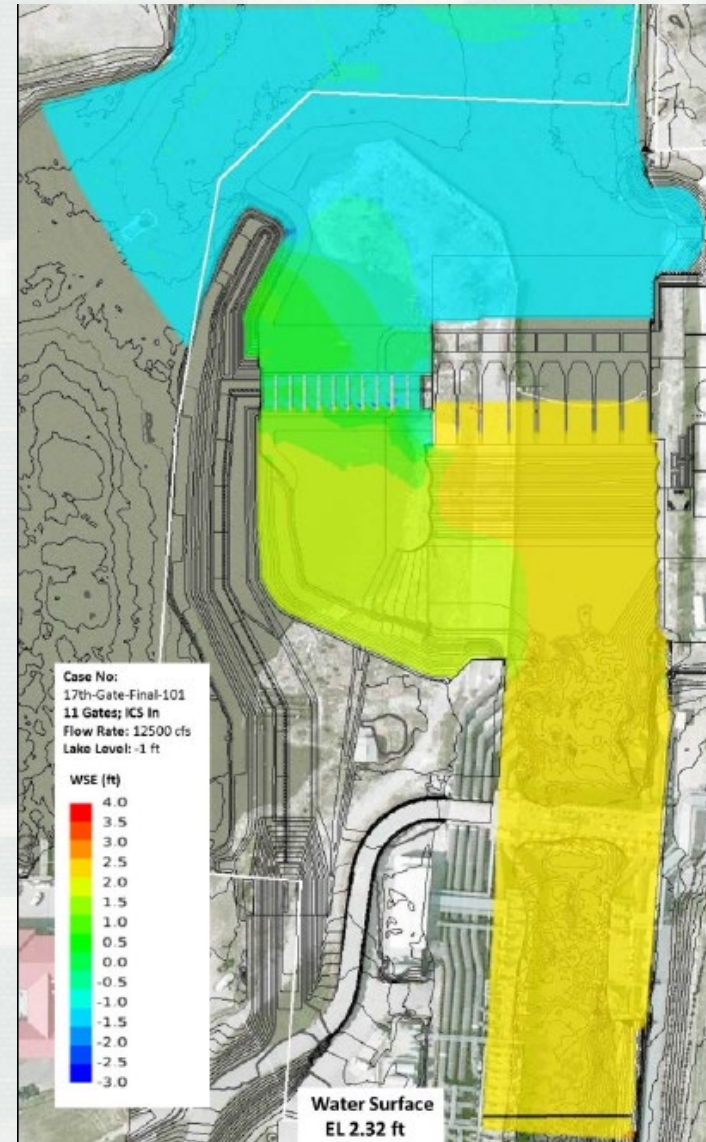 Case No:
17th-Gate-Final-101
11 Gates; ICS In
Flow Rate: 12500 cfs
Lake Level: -1 ft
WSE (ft)
4.0
3.5
3.0
2.5
2.0
1.5
1.0
0.5
0.0
-0.5
-1.0
-1.5
-2.0
-2.5
-3.0
Water Surface
EL 2.32 ft